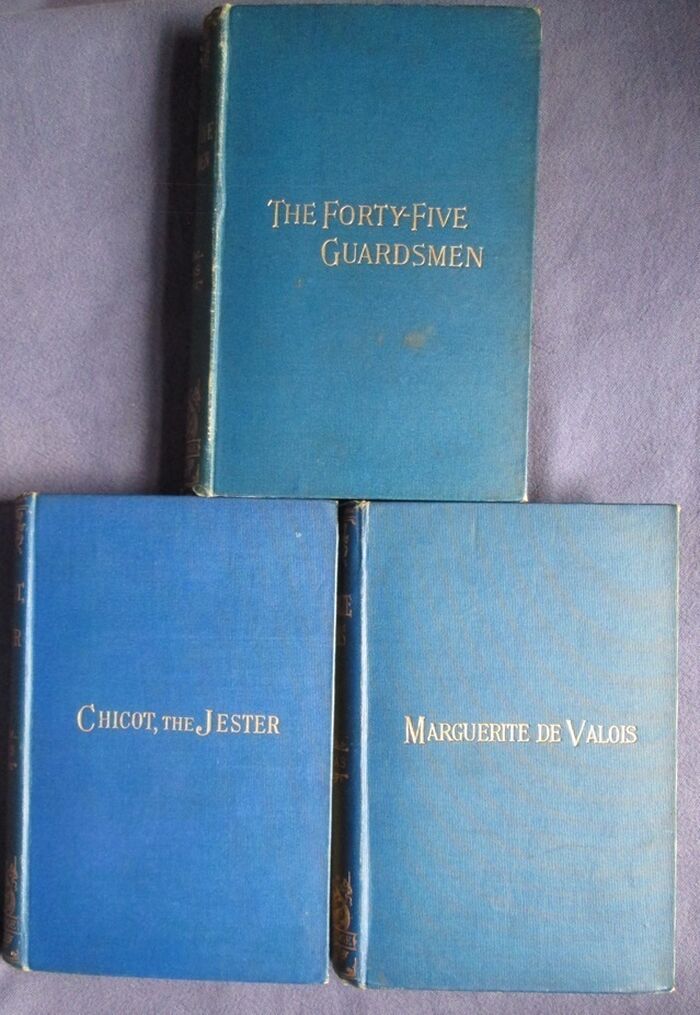 THE FORTY-FIVE
GUARDSMEN
CHICOT, THE JESTER
MARGUERITE DE VALOIS